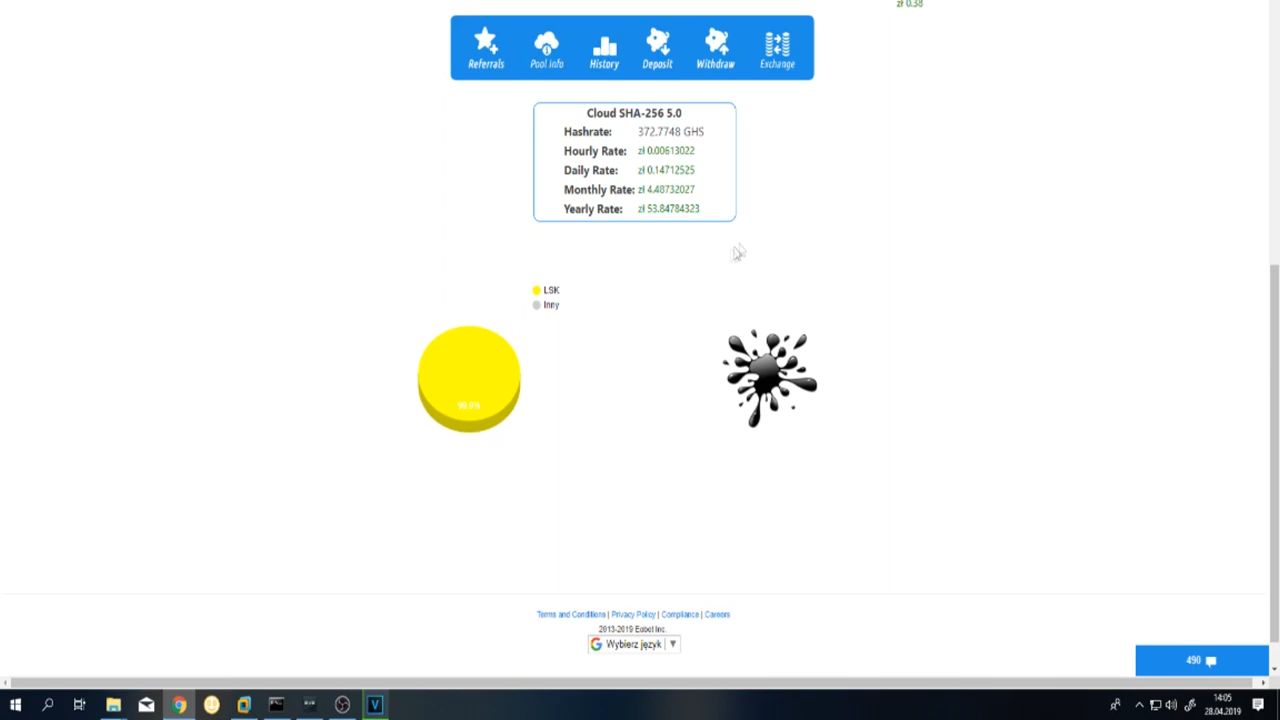 zł 0.38
Referrals Pool Info History Deposit Withdraw Exchange
Cloud SHA-256 5.0
Hashrate: 372.7748 GHS
Hourly Rate: zł 0.00613022
Daily Rate: zł 0.14712525
Monthly Rate: zł 4.48732027
Yearly Rate: zł 53.84784323
LSK
Inny
99.9%
Terms and Conditions | Privacy Policy | Compliance | Careers
2013-2019 Eobot Inc.
Wybierz język
490
14:05
28.04.2019